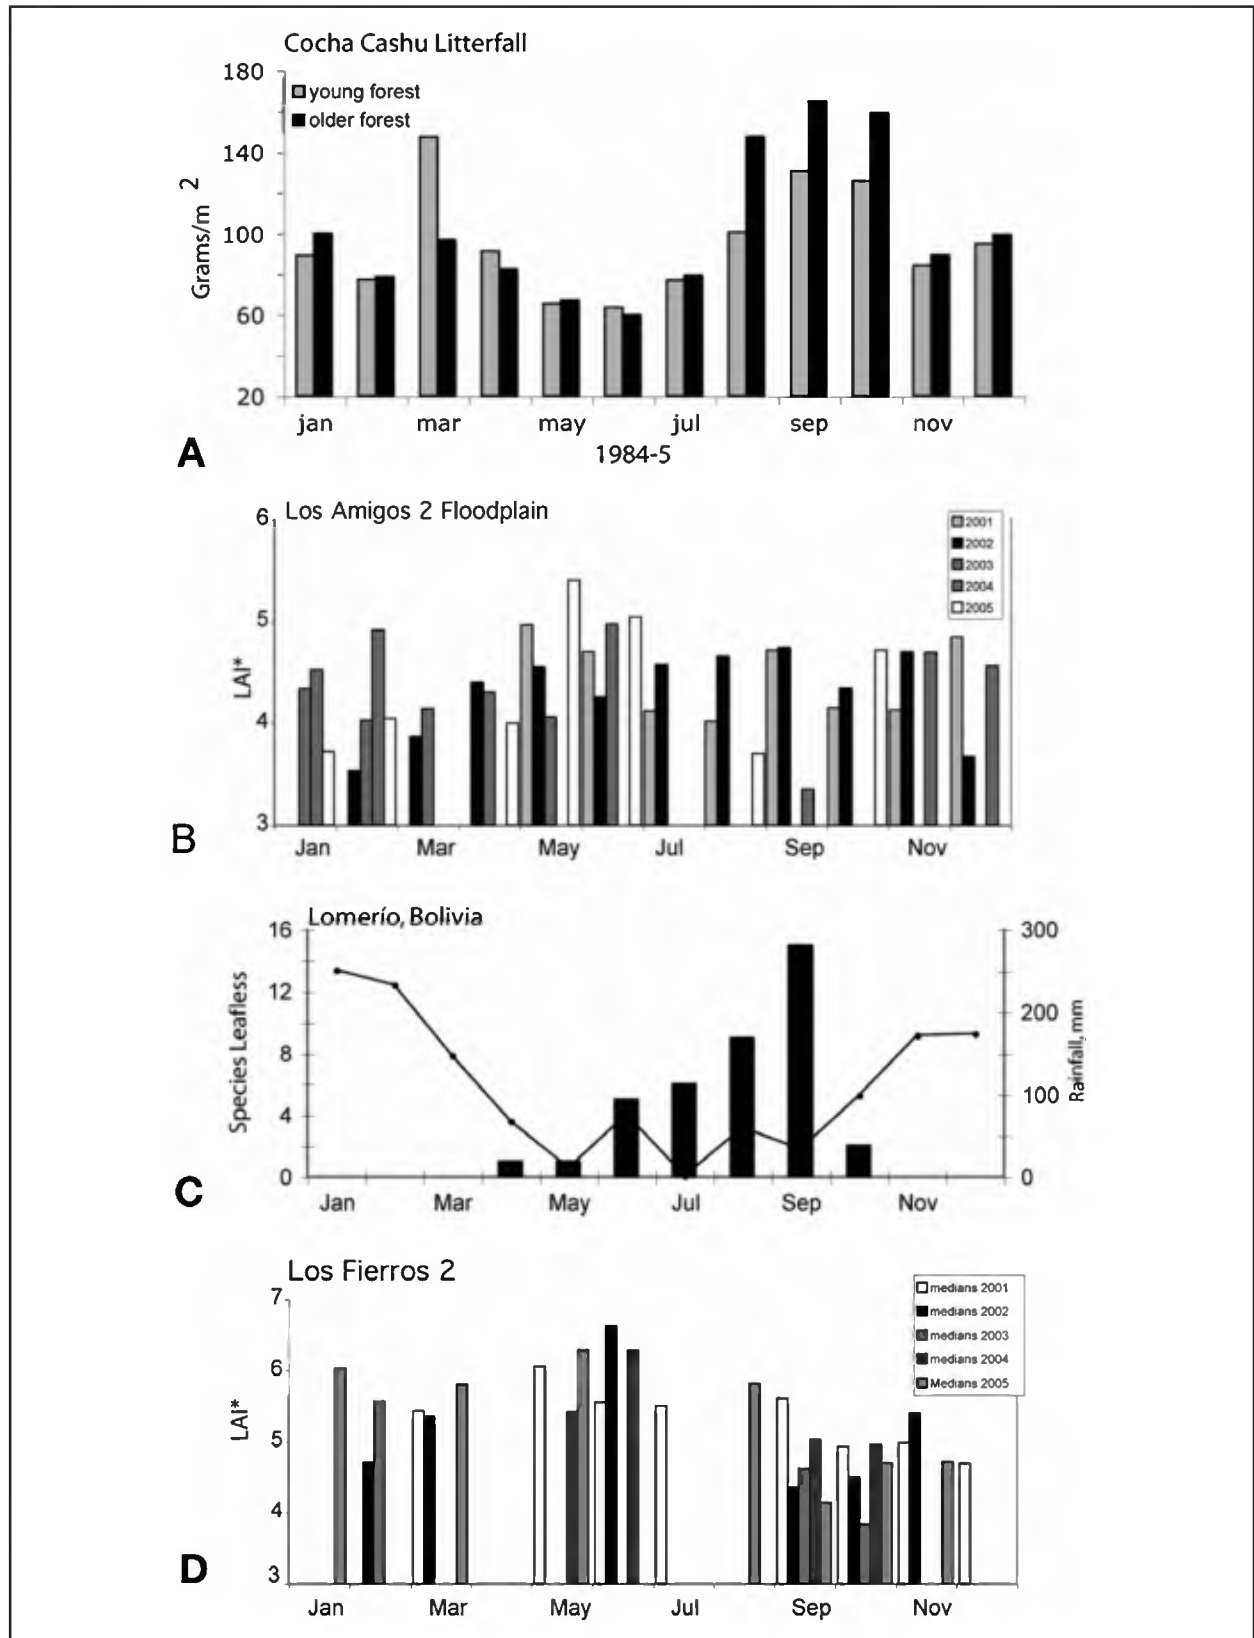 Cocha Cashu Litterfall
180
young forest
older forest
140
Grams/m 2
100
60
20
jan mar may jul sep nov
1984-5
A
Los Amigos 2 Floodplain
6
2001
2002
2003
2004
2005
5
LAI*
4
3
Jan Mar May Jul Sep Nov
B
Lomerío, Bolivia
16 300
12
Species Leafless
200
8
Rainfall, mm
100
4
0 0
Jan Mar May Jul Sep Nov
C
Los Fierros 2
7
medians 2001
medians 2002
medians 2003
medians 2004
Medians 2005
6
LAI*
5
4
3
Jan Mar May Jul Sep Nov
D